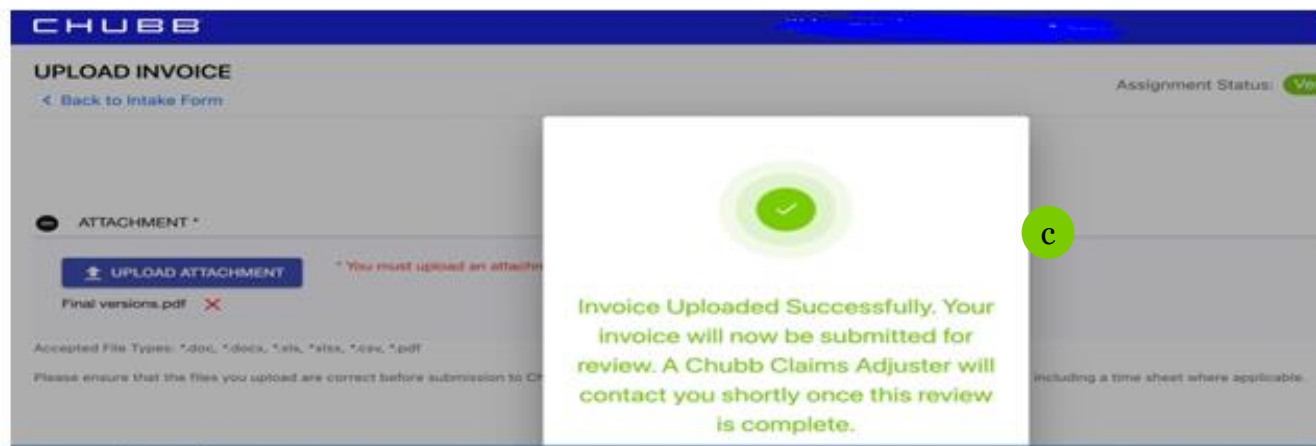 CHUBB
UPLOAD INVOICE
< Back to Intake Form
Assignment Status:
ATTACHMENT *
UPLOAD ATTACHMENT
* You must upload an
Final versions.pdf
Accepted File Types: *.doc, *.docx, *.xls, *.xlsx, *.csv, *.pdf
Please ensure that the files you upload are correct before submission to
including a time sheet where applicable.
c
Invoice Uploaded Successfully. Your
invoice will now be submitted for
review. A Chubb Claims Adjuster will
contact you shortly once this review
is complete.